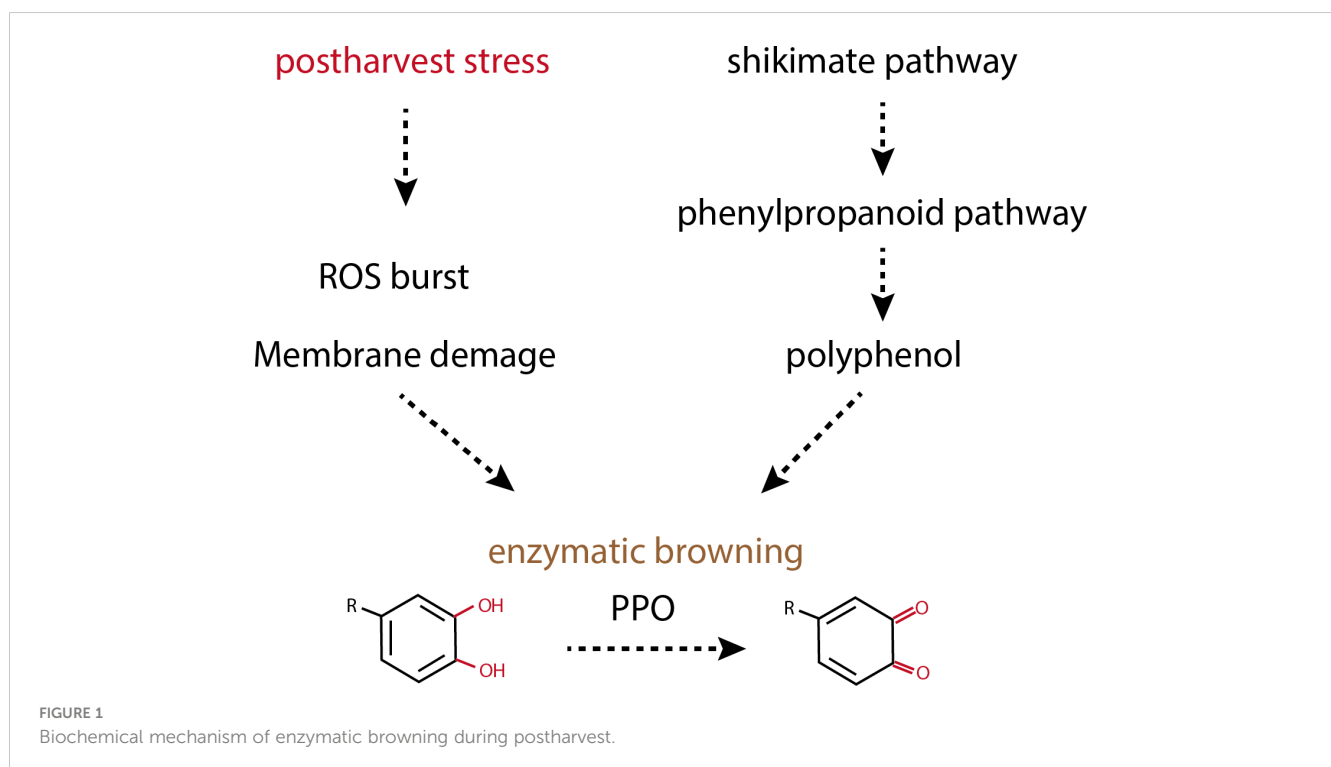 postharvest stress
shikimate pathway
phenylpropanoid pathway
ROS burst
Membrane demage
polyphenol
enzymatic browning
R
OH
OH
PPO
R
O
O
FIGURE 1
Biochemical mechanism of enzymatic browning during postharvest.